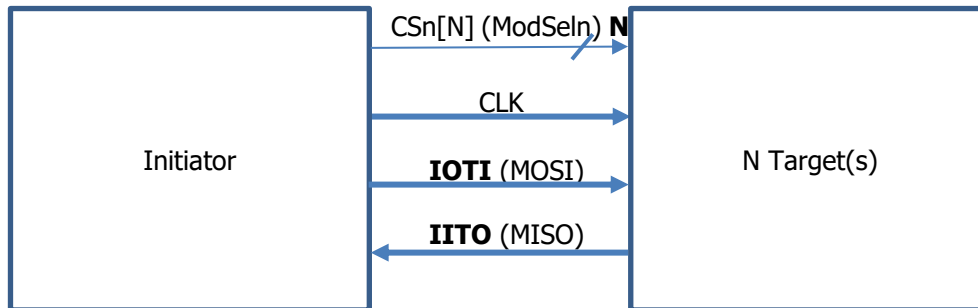 CSn[N] (ModSeln) N
CLK
Initiator
N Target(s)
IOTI (MOSI)
IITO (MISO)